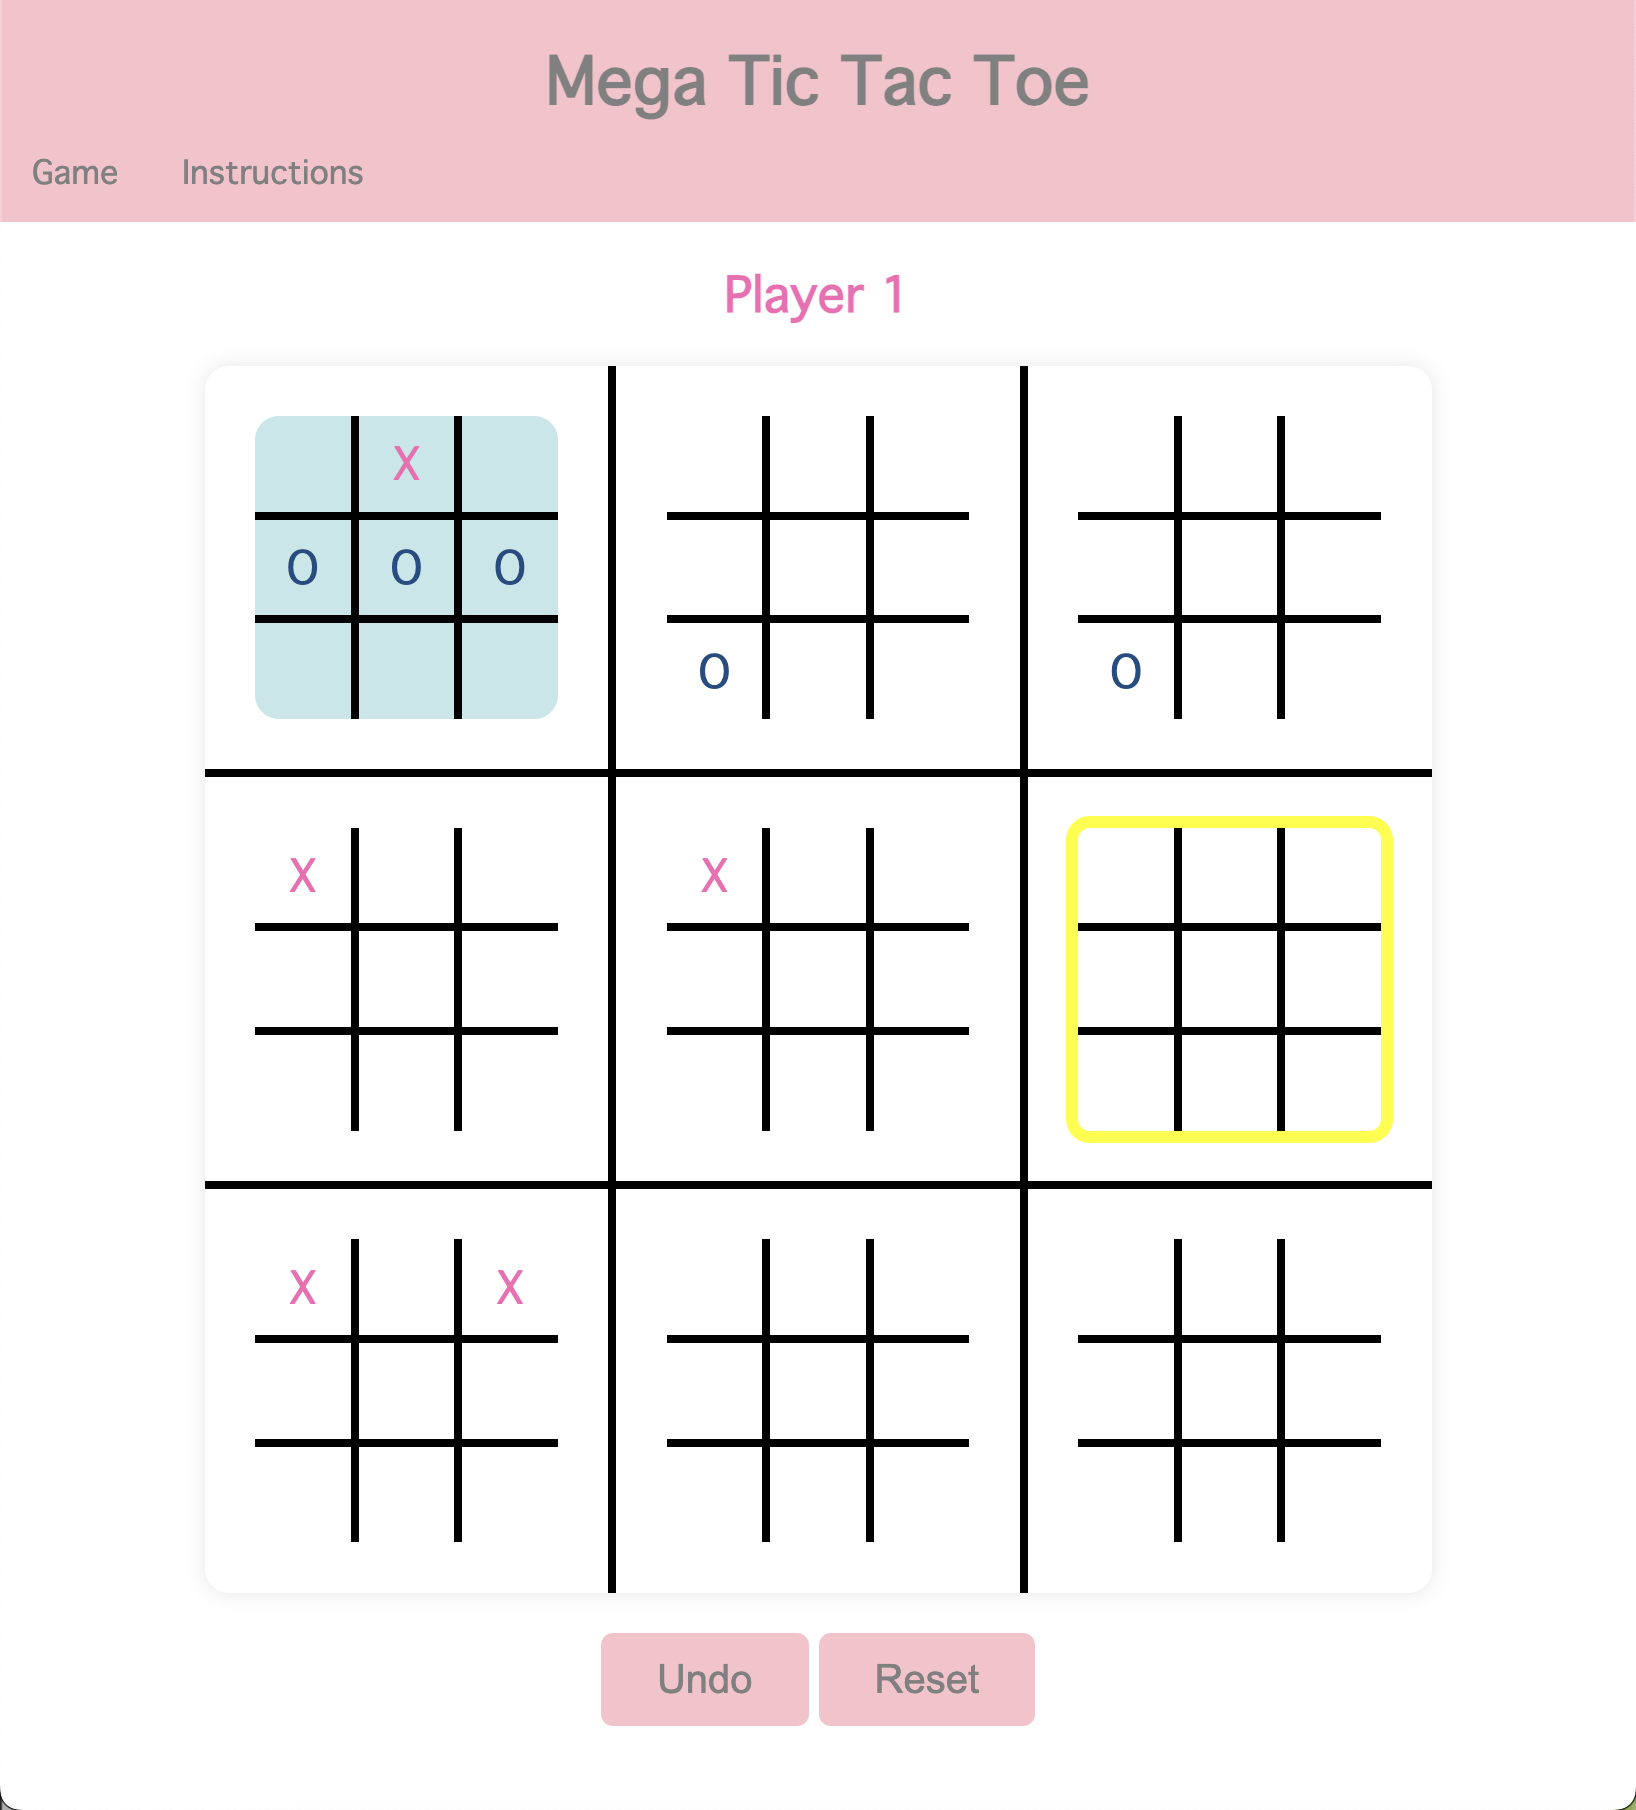 Mega Tic Tac Toe
Game Instructions
Player 1
X
O O O
O O
X X
X X
Undo Reset